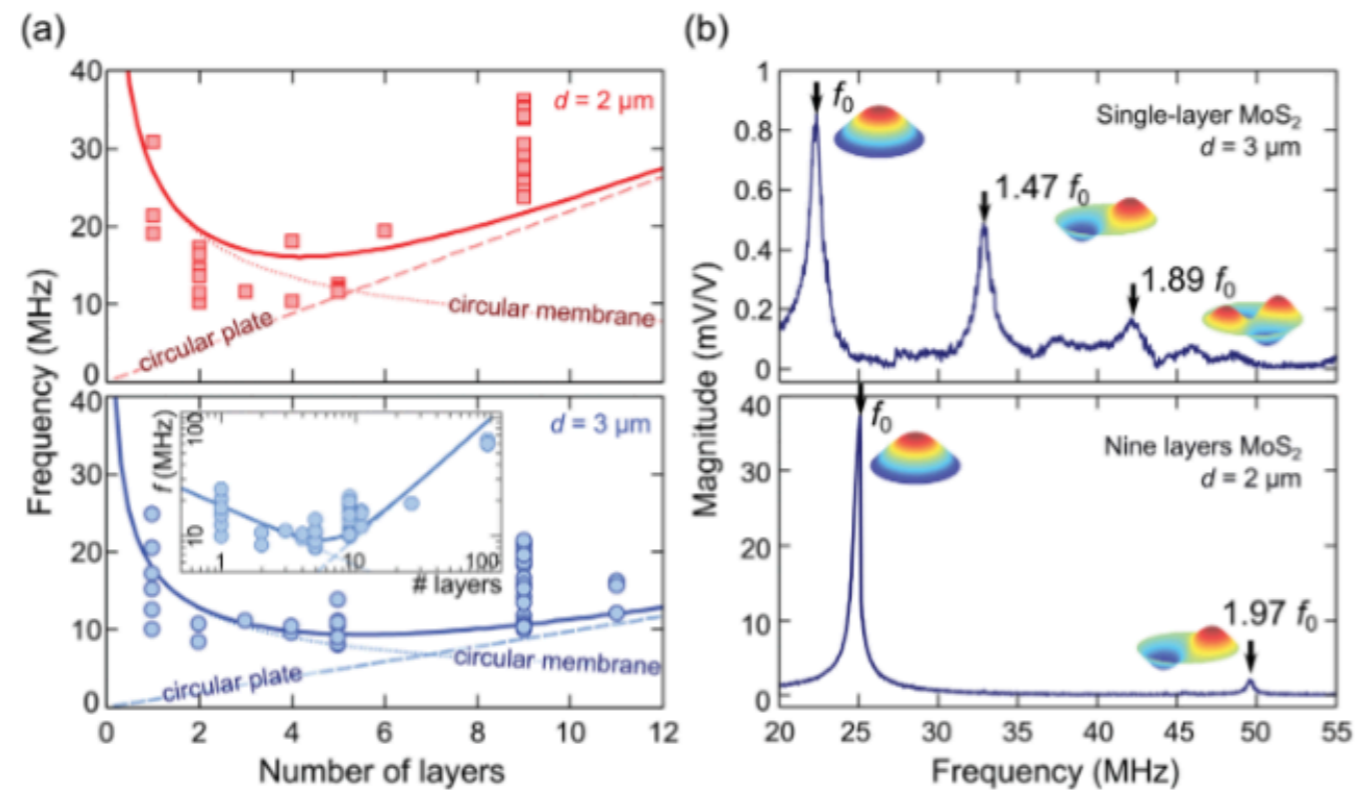 (a)
40
30
20
10
0
d = 2 μm
circular plate
circular membrane
Frequency (MHz)
40
30
20
10
0
d = 3 μm
f (MHz)
100
10
1
10
100
# layers
circular plate
circular membrane
0
2
4
6
8
10
12
Number of layers
(b)
1
0.8
0.6
0.4
0.2
0
f0
1.47 f0
1.89 f0
Single-layer MoS2
d = 3 μm
Magnitude (mV/V)
40
30
20
10
0
f0
1.97 f0
Nine layers MoS2
d = 2 μm
20
25
30
35
40
45
50
55
Frequency (MHz)